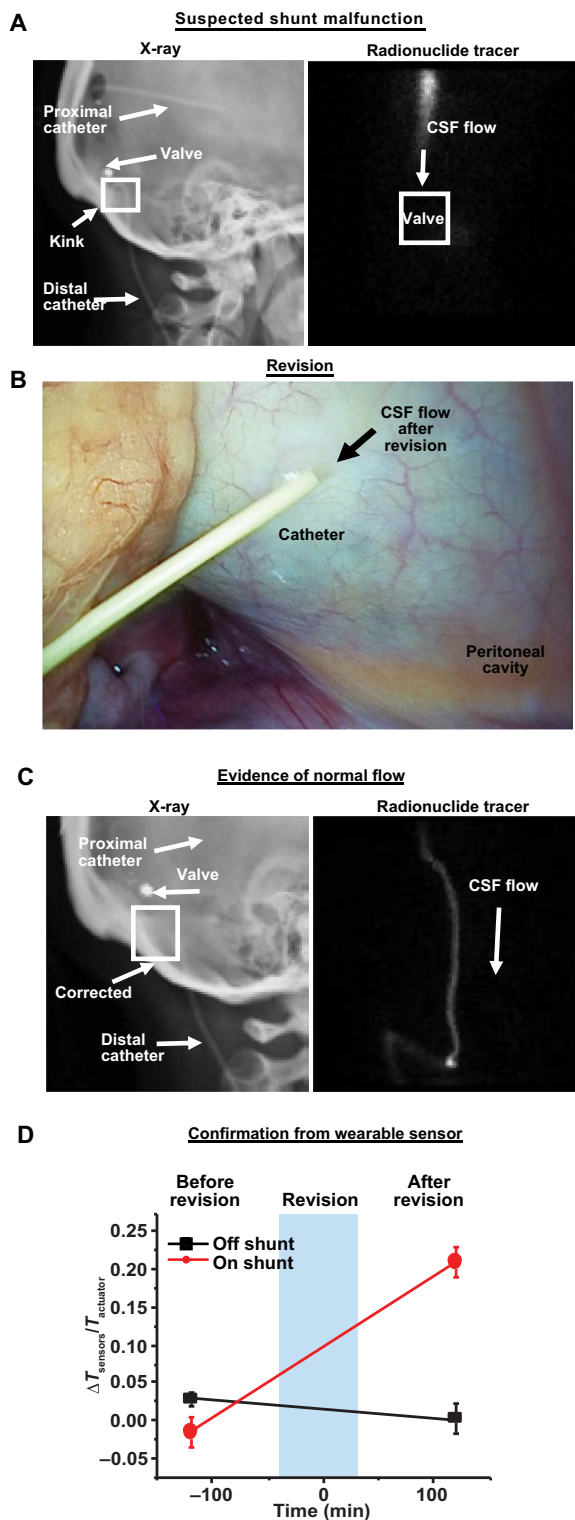 A
Suspected shunt malfunction
X-ray
Radionuclide tracer
Proximal
catheter
Valve
Kink
Distal
catheter
CSF flow
Valve
B
Revision
CSF flow
after
revision
Catheter
Peritoneal
cavity
C
Evidence of normal flow
X-ray
Radionuclide tracer
Proximal
catheter
Valve
Corrected
Distal
catheter
CSF flow
D
Confirmation from wearable sensor
Before
revision
Revision
After
revision
Off shunt
On shunt
ΔTsensors/Tactuator
0.25
0.20
0.15
0.10
0.05
0.00
−0.05
−100
0
100
Time (min)